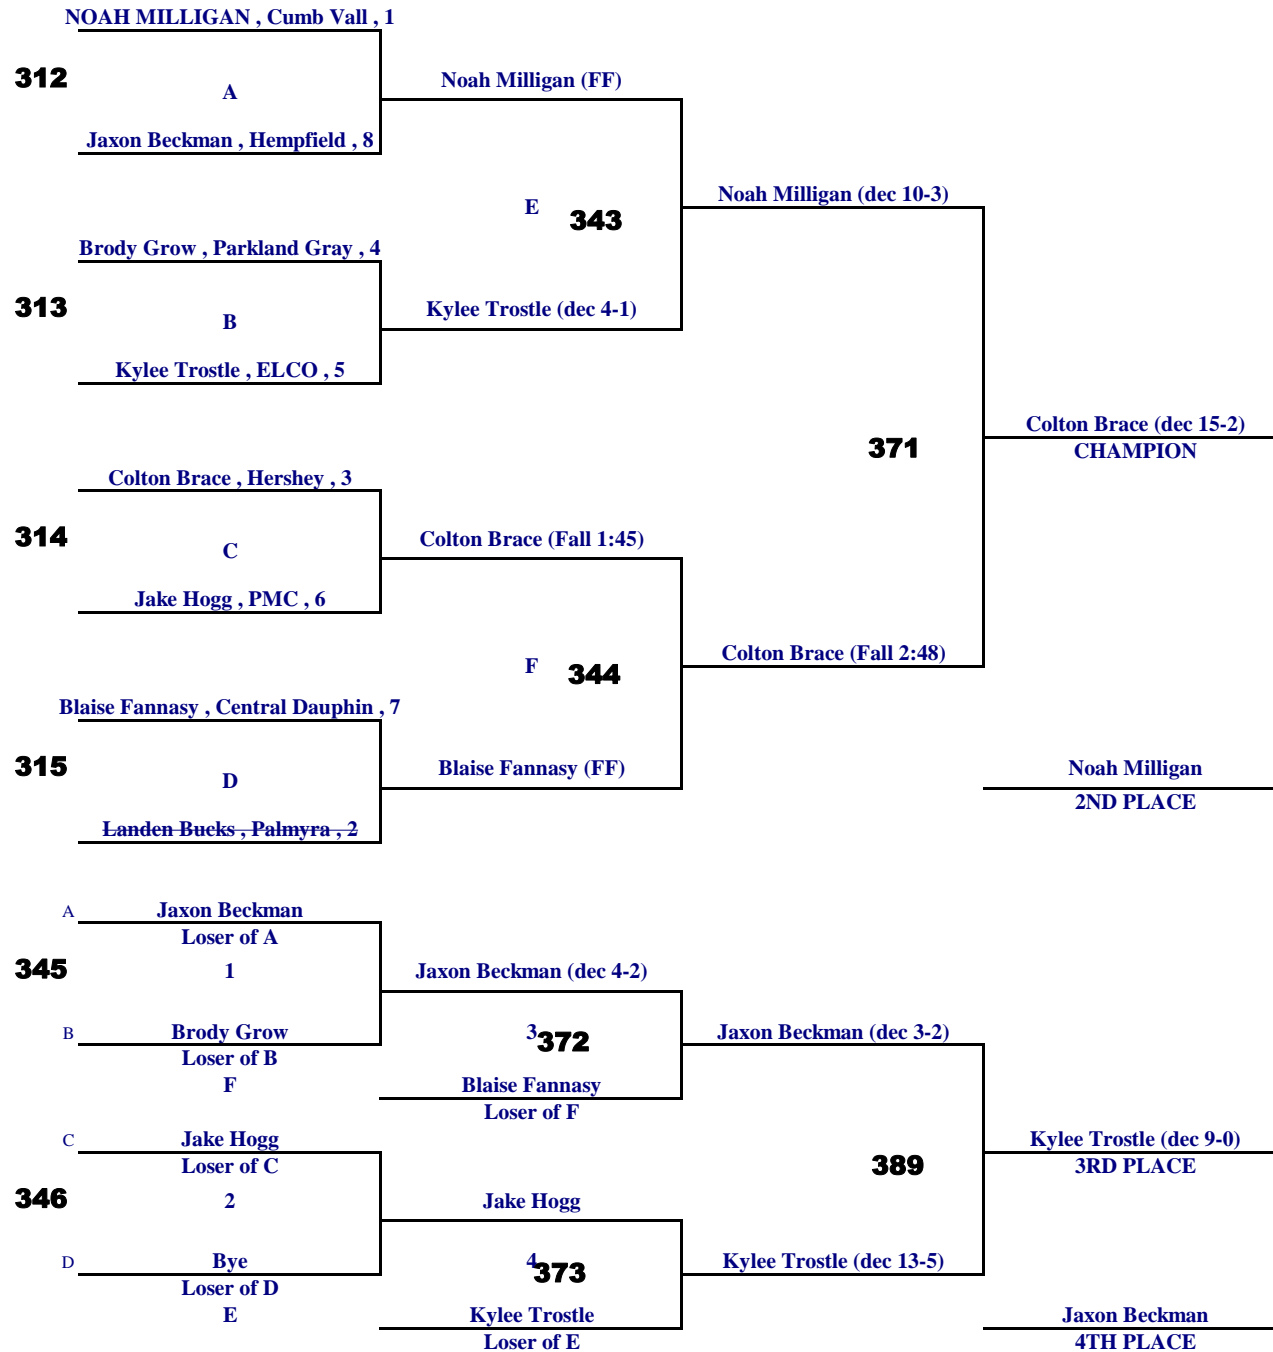 NOAH MILLIGAN , Cumb Vall , 1
312
A
Jaxon Beckman , Hempfield , 8
Noah Milligan (FF)
E 343
Noah Milligan (dec 10-3)
Brody Grow , Parkland Gray , 4
313
B
Kylee Trostle , ELCO , 5
Kylee Trostle (dec 4-1)
371
Colton Brace (dec 15-2)
CHAMPION
Colton Brace , Hershey , 3
314
C
Jake Hogg , PMC , 6
Colton Brace (Fall 1:45)
F 344
Colton Brace (Fall 2:48)
Blaise Fannasy , Central Dauphin , 7
315
D
Landen Bucks , Palmyra , 2
Blaise Fannasy (FF)
Noah Milligan
2ND PLACE
A Jaxon Beckman
Loser of A
345 1
B Brody Grow
Loser of B
F
Jaxon Beckman (dec 4-2)
3 372
Blaise Fannasy
Loser of F
Jaxon Beckman (dec 3-2)
C Jake Hogg
Loser of C
346 2
D Bye
Loser of D
E
Jake Hogg
4 373
Kylee Trostle
Loser of E
Kylee Trostle (dec 13-5)
389
Kylee Trostle (dec 9-0)
3RD PLACE
Jaxon Beckman
4TH PLACE